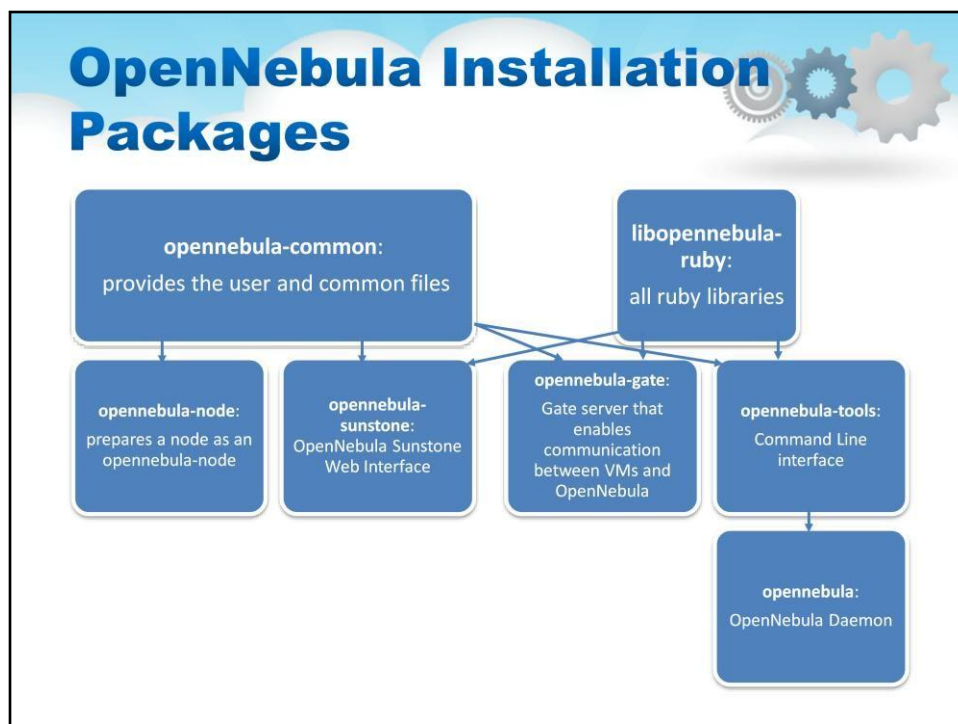 OpenNebula Installation
Packages
opennebula-common:
provides the user and common files
libopennebula-
ruby:
all ruby libraries
opennebula-node:
prepares a node as an
opennebula-node
opennebula-
sunstone:
OpenNebula Sunstone
Web Interface
opennebula-gate:
Gate server that
enables
communication
between VMs and
OpenNebula
opennebula-tools:
Command Line
interface
opennebula:
OpenNebula Daemon